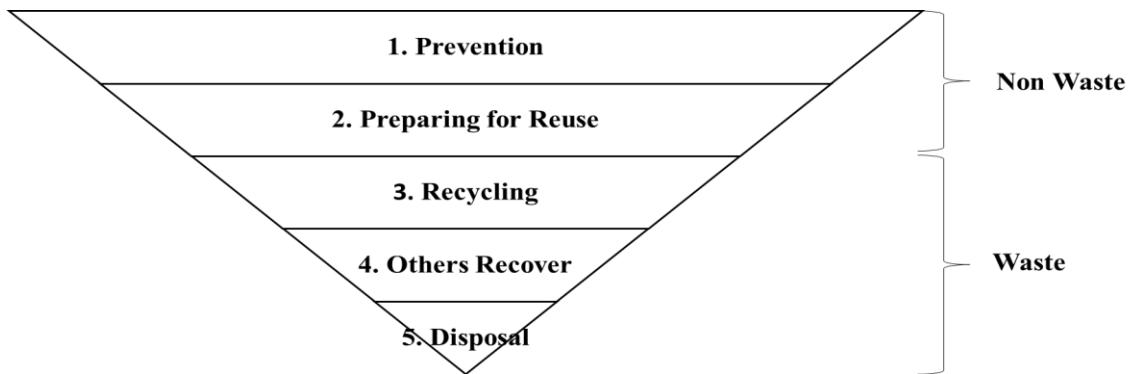 1. Prevention
Non Waste
2. Preparing for Reuse
3. Recycling
4. Others Recover
Waste
5. Disposal